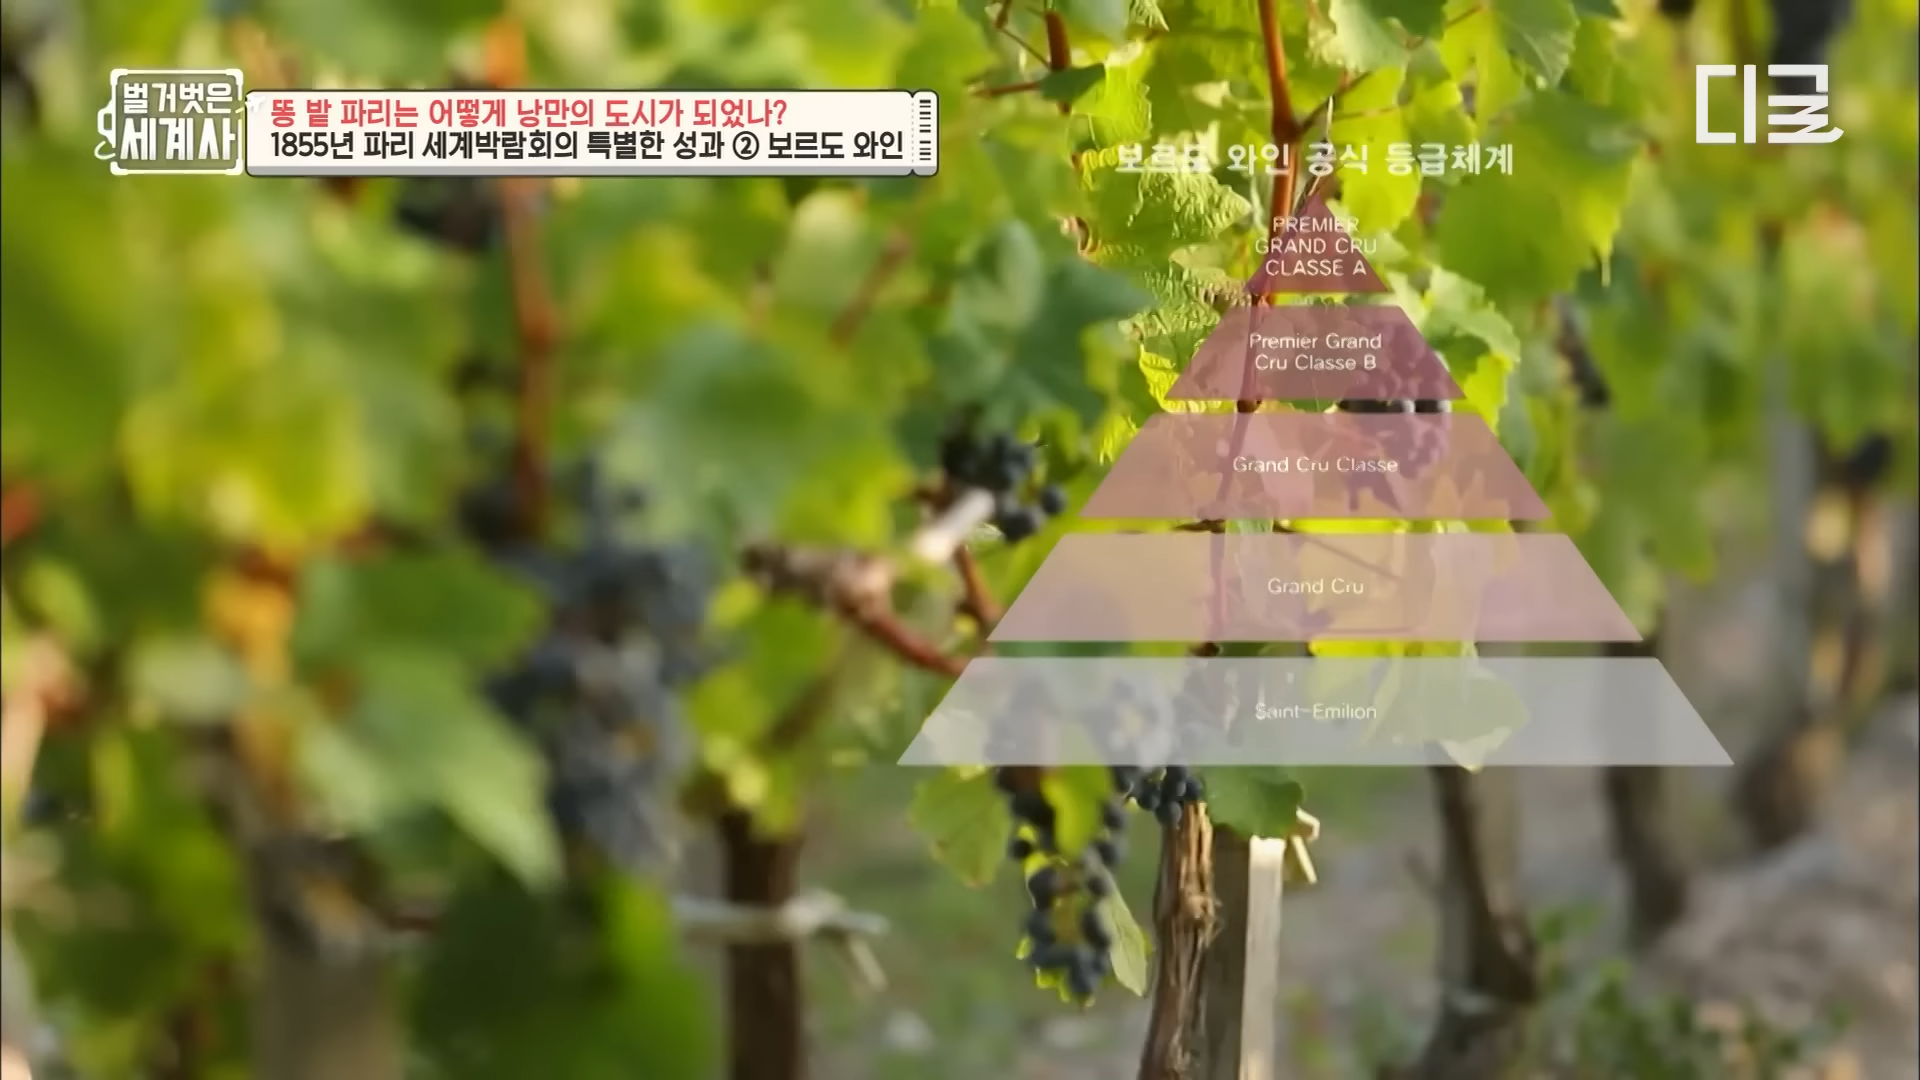 벌거벗은
세계사
똥 밭 파리는 어떻게 낭만의 도시가 되었나?
1855년 파리 세계박람회의 특별한 성과 ② 보르도 와인
디글
보르도 와인 공식 등급체계
PREMIER
GRAND CRU
CLASSE A
Premier Grand
Cru Classe B
Grand Cru Classe
Grand Cru
Saint-Emilion